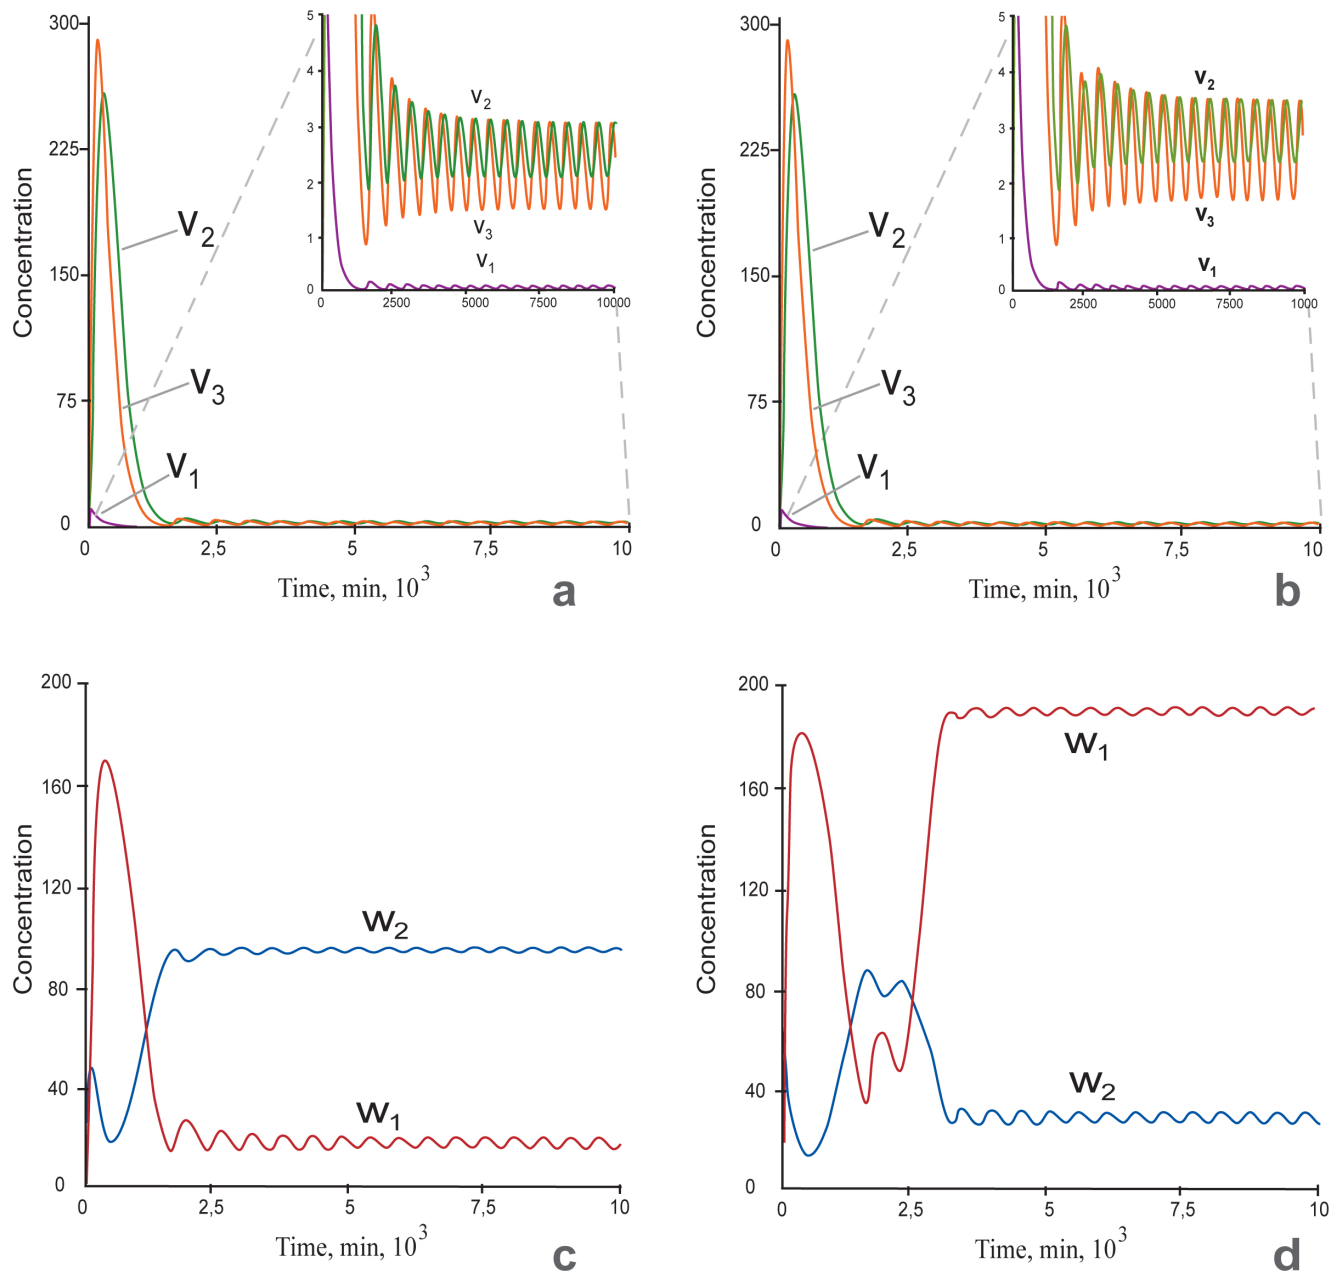 300
225
150
75
0
Concentration
V2
V3
V1
5
4
3
2
1
0
V2
V3
V1
0 2500 5000 7500 10000
0 2,5 5 7,5 10
Time, min, 10^3
a
300
225
150
75
0
Concentration
V2
V3
V1
5
4
3
2
1
0
V2
V3
V1
0 2500 5000 7500 1000
0 2,5 5 7,5 10
Time, min, 10^3
b
200
160
120
80
40
0
Concentration
W2
W1
0 2,5 5 7,5 10
Time, min, 10^3
c
200
160
120
80
40
0
Concentration
W1
W2
0 2,5 5 7,5 10
Time, min, 10^3
d